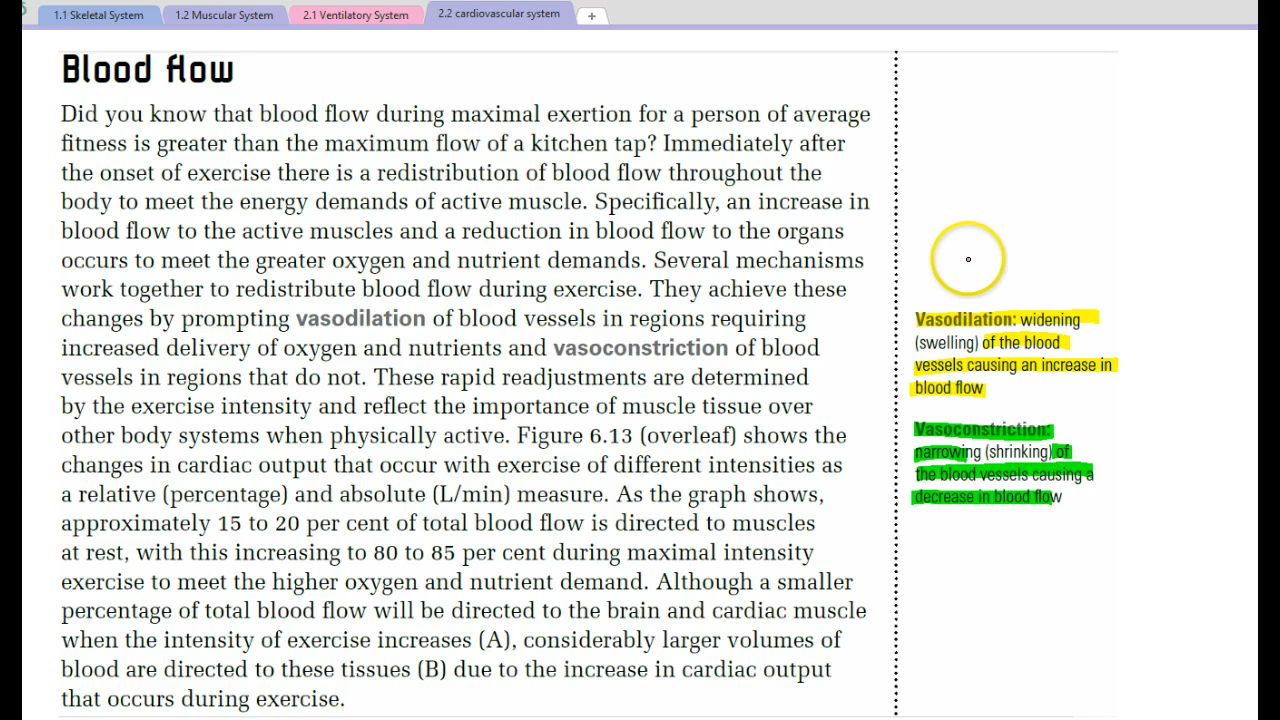 1.1 Skeletal System
1.2 Muscular System
2.1 Ventilatory System
2.2 cardiovascular system
+
Blood flow
Did you know that blood flow during maximal exertion for a person of average
fitness is greater than the maximum flow of a kitchen tap? Immediately after
the onset of exercise there is a redistribution of blood flow throughout the
body to meet the energy demands of active muscle. Specifically, an increase in
blood flow to the active muscles and a reduction in blood flow to the organs
occurs to meet the greater oxygen and nutrient demands. Several mechanisms
work together to redistribute blood flow during exercise. They achieve these
changes by prompting vasodilation of blood vessels in regions requiring
increased delivery of oxygen and nutrients and vasoconstriction of blood
vessels in regions that do not. These rapid readjustments are determined
by the exercise intensity and reflect the importance of muscle tissue over
other body systems when physically active. Figure 6.13 (overleaf) shows the
changes in cardiac output that occur with exercise of different intensities as
a relative (percentage) and absolute (L/min) measure. As the graph shows,
approximately 15 to 20 per cent of total blood flow is directed to muscles
at rest, with this increasing to 80 to 85 per cent during maximal intensity
exercise to meet the higher oxygen and nutrient demand. Although a smaller
percentage of total blood flow will be directed to the brain and cardiac muscle
when the intensity of exercise increases (A), considerably larger volumes of
blood are directed to these tissues (B) due to the increase in cardiac output
that occurs during exercise.
Vasodilation: widening
(swelling) of the blood
vessels causing an increase in
blood flow
Vasoconstriction:
narrowing (shrinking) of
the blood vessels causing a
decrease in blood flow